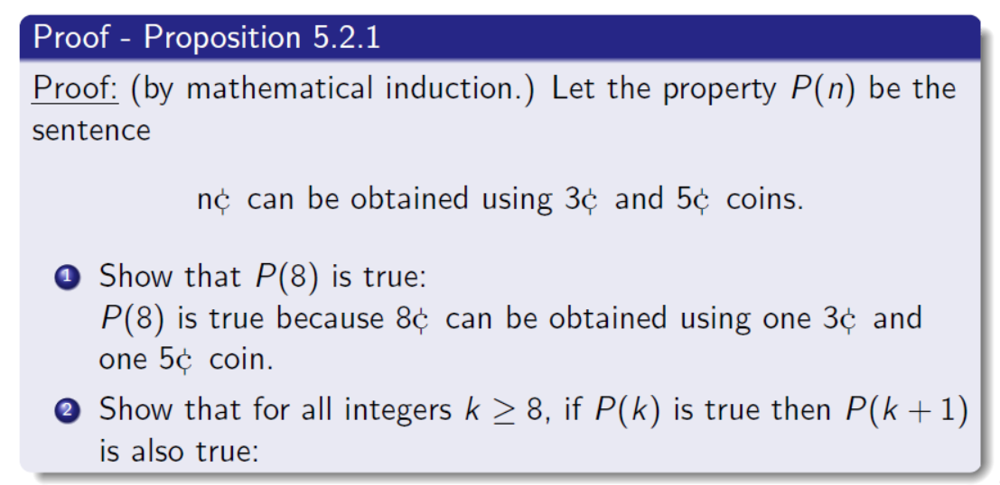 Proof - Proposition 5.2.1
Proof: (by mathematical induction.) Let the property P(n) be the
sentence
n¢ can be obtained using 3¢ and 5¢ coins.
1 Show that P(8) is true:
P(8) is true because 8¢ can be obtained using one 3¢ and
one 5¢ coin.
2 Show that for all integers k ≥ 8, if P(k) is true then P(k + 1)
is also true: